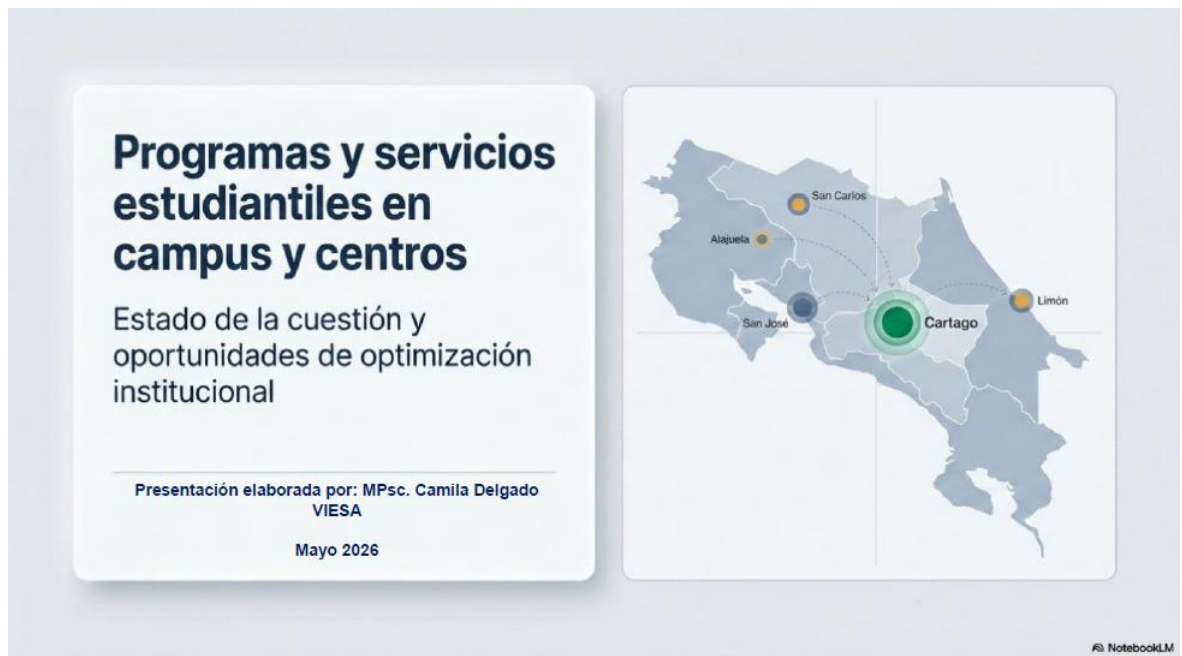 Programas y servicios
estudiantiles en
campus y centros
Estado de la cuestión y
oportunidades de optimización
institucional
Presentación elaborada por: MPsc. Camila Delgado
VIESA
Mayo 2026
San Carlos
Alajuela
San José
Cartago
Limón
NotebookLM